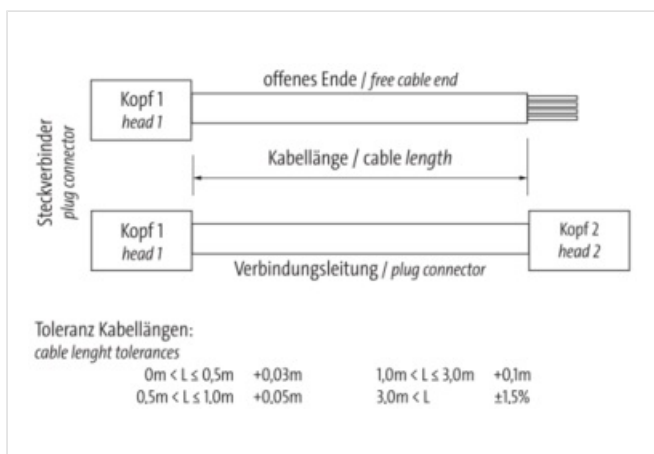 offenes Ende / free cable end
Kopf 1
head 1
Steckverbinder
plug connector
Kabellänge / cable length
Kopf 1
head 1
Kopf 2
head 2
Verbindungsleitung / plug connector
Toleranz Kabellängen:
cable lenght tolerances
0m < L ≤ 0,5m +0,03m 1,0m < L ≤ 3,0m +0,1m
0,5m < L ≤ 1,0m +0,05m 3,0m < L ±1,5%